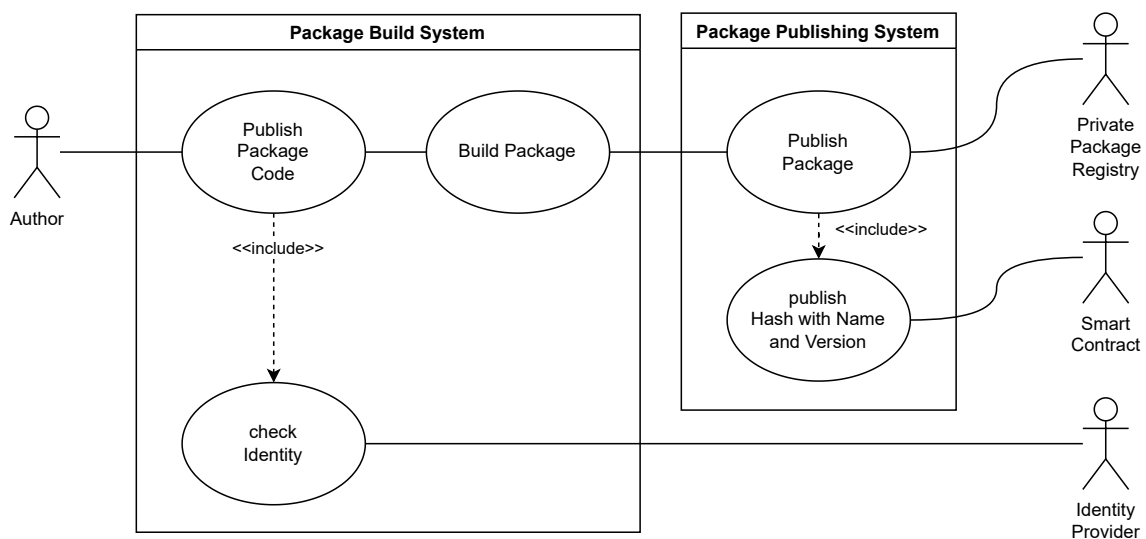 Package Build System
Package Publishing System
Publish
Package
Code
Build Package
Publish
Package
Private
Package
Registry
Author
<<include>>
<<include>>
publish
Hash with Name
and Version
Smart
Contract
check
Identity
Identity
Provider